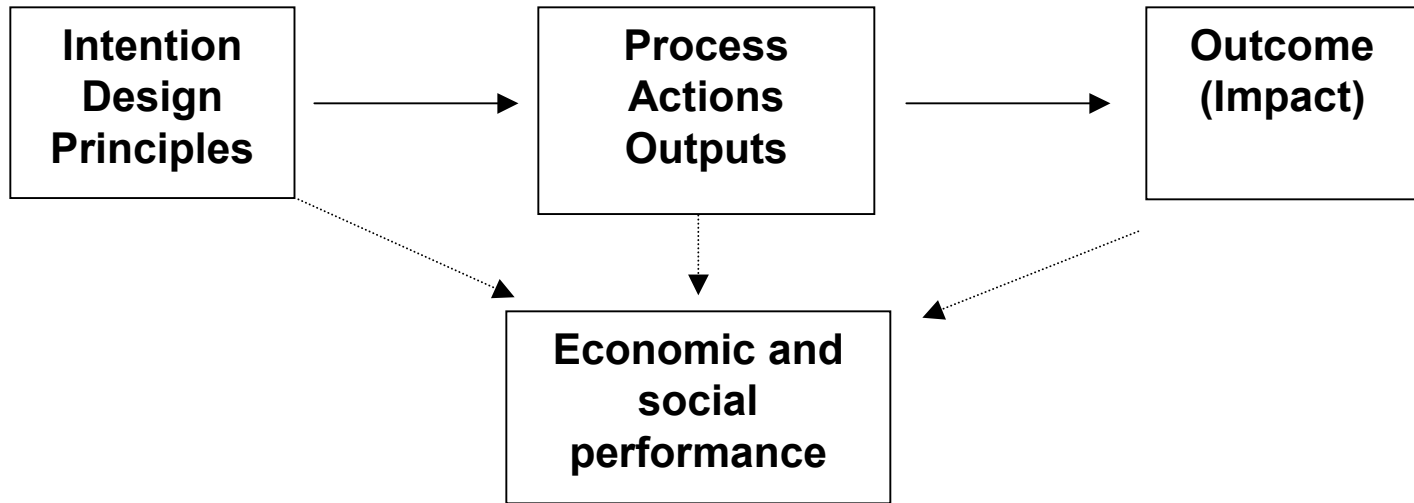 Intention
Design
Principles
Process
Actions
Outputs
Outcome
(Impact)
Economic and
social
performance